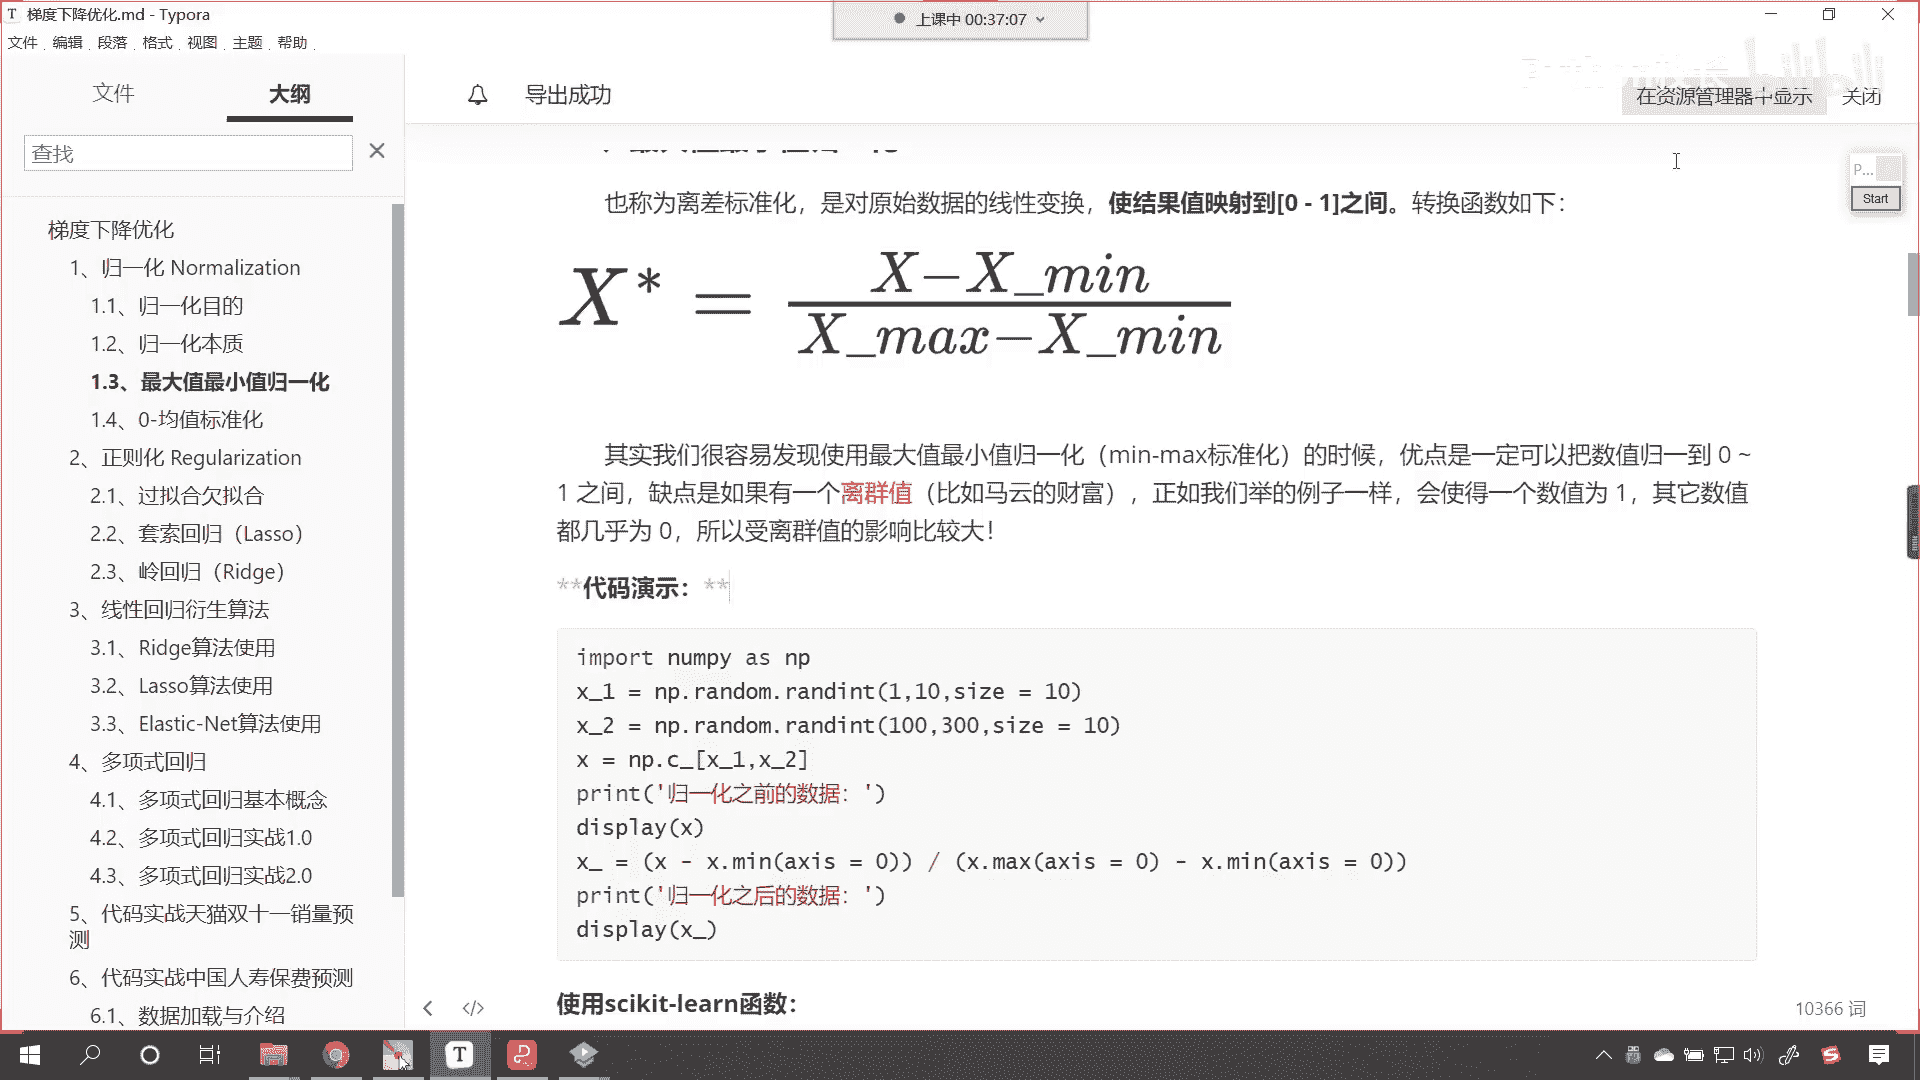 T 梯度下降优化.md - Typora
上课中 00:37:07
文件 编辑 段落 格式 视图 主题 帮助
文件 大纲
导出成功
在资源管理器中显示 关闭
查找
P...
Start
梯度下降优化
1、归一化 Normalization
1.1、归一化目的
1.2、归一化本质
1.3、最大值最小值归一化
1.4、0-均值标准化
2、正则化 Regularization
2.1、过拟合欠拟合
2.2、套索回归（Lasso）
2.3、岭回归（Ridge）
3、线性回归衍生算法
3.1、Ridge算法使用
3.2、Lasso算法使用
3.3、Elastic-Net算法使用
4、多项式回归
4.1、多项式回归基本概念
4.2、多项式回归实战1.0
4.3、多项式回归实战2.0
5、代码实战天猫双十一销量预
测
6、代码实战中国人寿保费预测
6.1、数据加载与介绍
也称为离差标准化，是对原始数据的线性变换，使结果值映射到[0 - 1]之间。转换函数如下：
X* = (X−X_min) / (X_max−X_min)
其实我们很容易发现使用最大值最小值归一化（min-max标准化）的时候，优点是一定可以把数值归一到 0 ~
1 之间，缺点是如果有一个离群值（比如马云的财富），正如我们举的例子一样，会使得一个数值为 1，其它数值
都几乎为 0，所以受离群值的影响比较大！
**代码演示：**
import numpy as np
x_1 = np.random.randint(1,10,size = 10)
x_2 = np.random.randint(100,300,size = 10)
x = np.c_[x_1,x_2]
print('归一化之前的数据：')
display(x)
x_ = (x - x.min(axis = 0)) / (x.max(axis = 0) - x.min(axis = 0))
print('归一化之后的数据：')
display(x_)
使用scikit-learn函数：
</> 10366 词